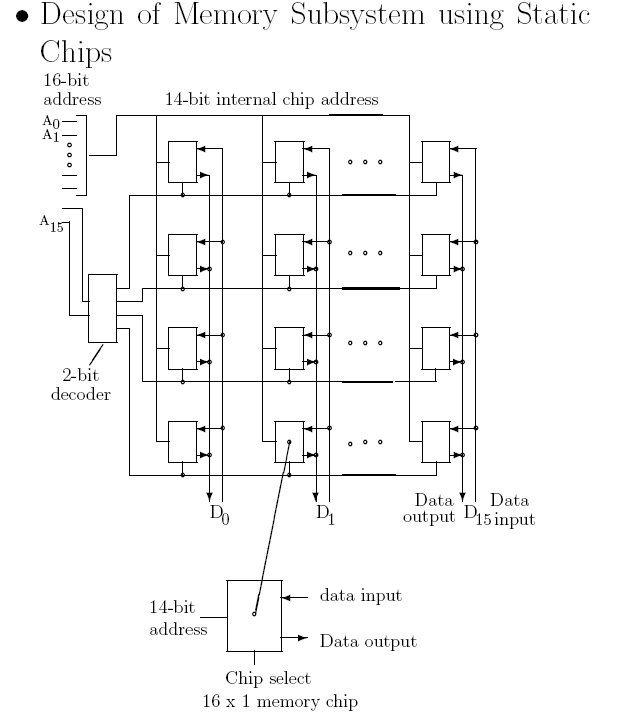 • Design of Memory Subsystem using Static
Chips
16-bit
address
14-bit internal chip address
A0
A1
A15
2-bit
decoder
D0
D1
Data
output
D15
Data
input
14-bit
address
data input
Data output
Chip select
16 x 1 memory chip